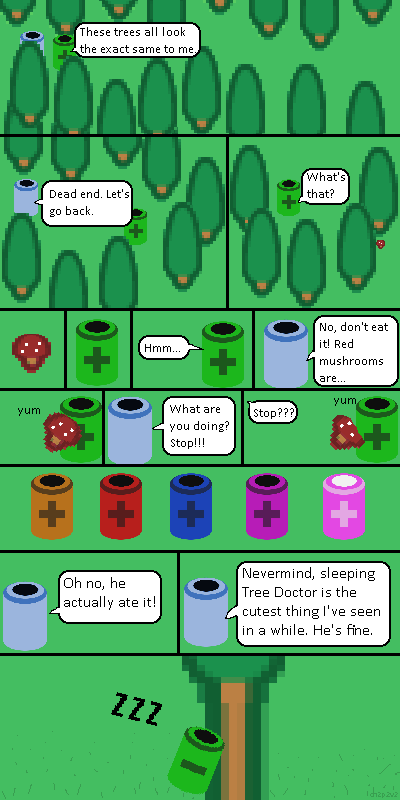 These trees all look
the exact same to me.
Dead end. Let's
go back.
What's
that?
Hmm...
No, don't eat
it! Red
mushrooms
are...
yum
What are
you doing?
Stop!!!
Stop???
yum
Oh no, he
actually ate it!
Nevermind, sleeping
Tree Doctor is the
cutest thing I've seen
in a while. He's fine.
ZZZ